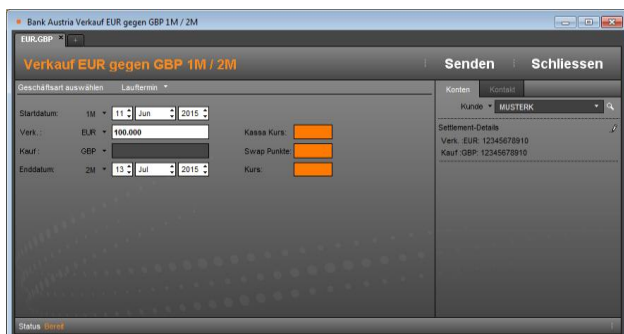 Bank Austria Verkauf EUR gegen GBP 1M / 2M
EUR.GBP
Verkauf EUR gegen GBP 1M / 2M
Senden
Schliessen
Geschäftsart auswählen Lauftermin
Konten Kontakt
Kunde MUSTERK
Startdatum: 1M 11 Jun 2015
Verk.: EUR 100.000 Kassa Kurs:
Kauf: GBP Swap Punkte:
Enddatum: 2M 13 Jul 2015 Kurs:
Settlement-Details
Verk. :EUR: 12345678910
Kauf :GBP: 12345678910
Status Bereit